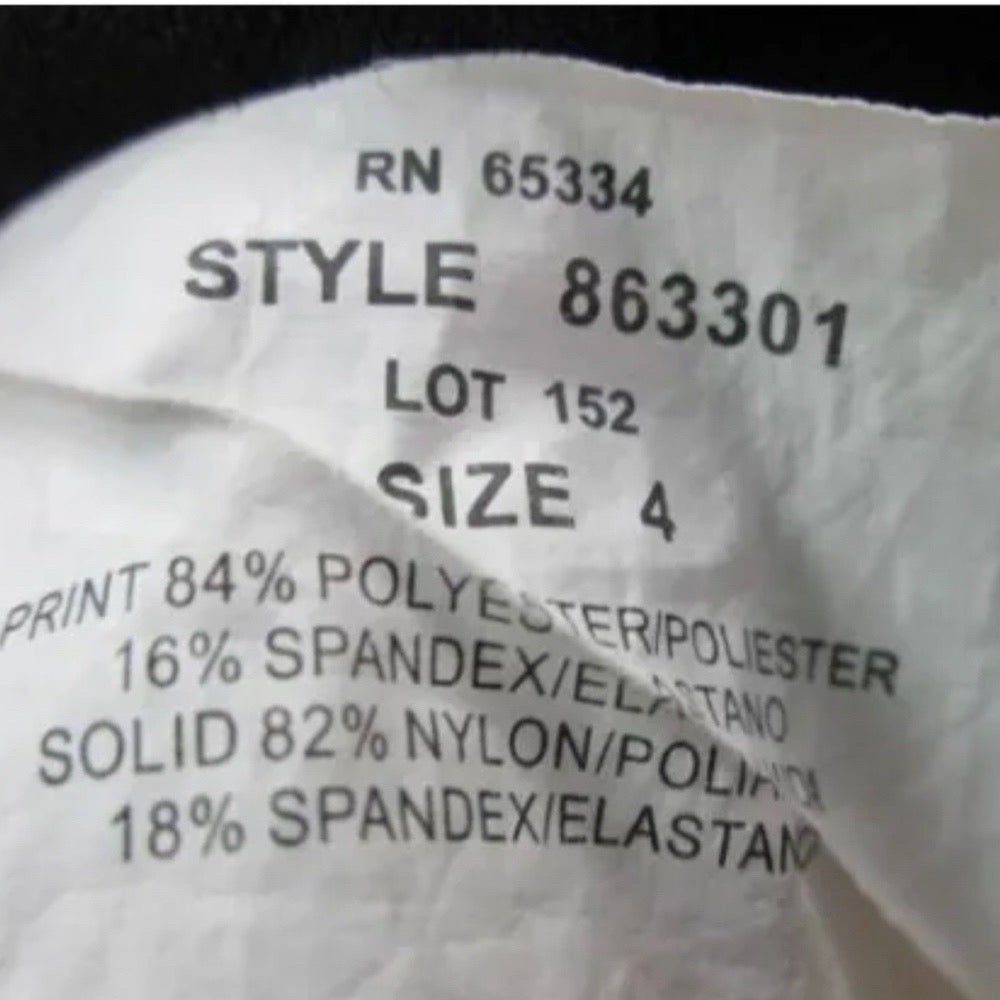 RN 65334
STYLE 863301
LOT 152
SIZE 4
PRINT 84% POLYESTER/POLIESTER
16% SPANDEX/ELASTANO
SOLID 82% NYLON/POLIAMIDA
18% SPANDEX/ELASTANO